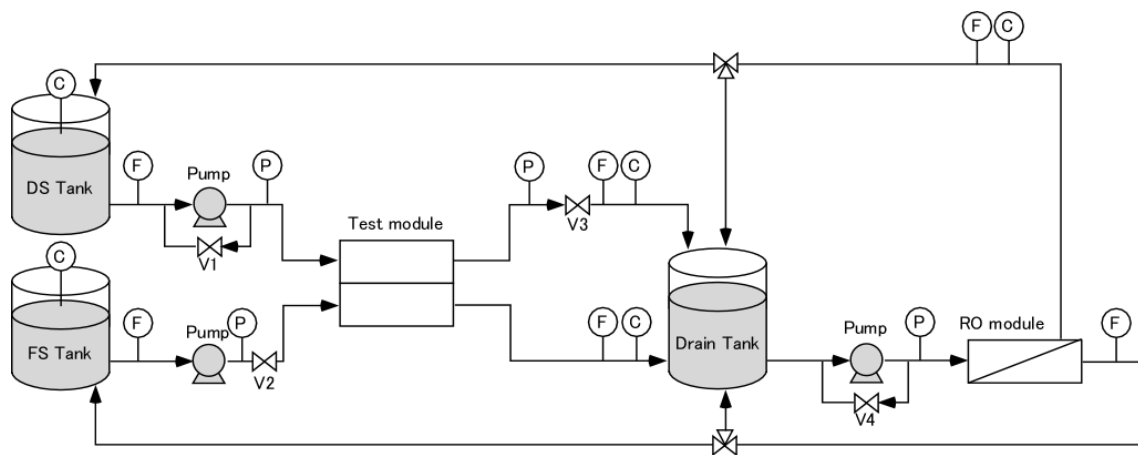 F
C
C
DS Tank
F
Pump
P
V1
Test module
P
V3
F
C
C
FS Tank
F
Pump
P
V2
F
C
Drain Tank
Pump
V4
P
RO module
F